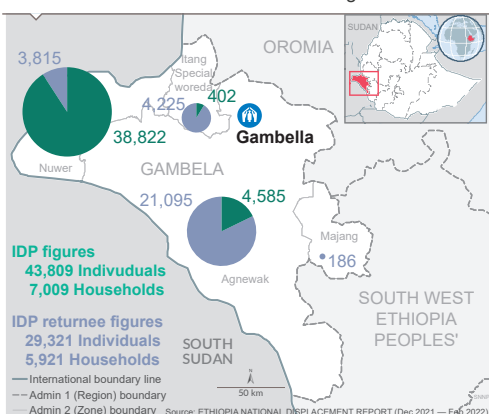 SUDAN
OROMIA
3,815
Itang
Special
woreda
402
4,225
Gambella
38,822
Nuwer
GAMBELA
21,095
4,585
Majang
186
Agnewak
IDP figures
43,809 Indivuduals
7,009 Households
SOUTH WEST
ETHIOPIA
PEOPLES'
IDP returnee figures
29,321 Individuals
5,921 Households
SOUTH
SUDAN
International boundary line
N
Admin 1 (Region) boundary
50 km
Admin 2 (Zone) boundary
Source: ETHIOPIA NATIONAL DISPLACEMENT REPORT (Dec 2021 — Feb 2022)